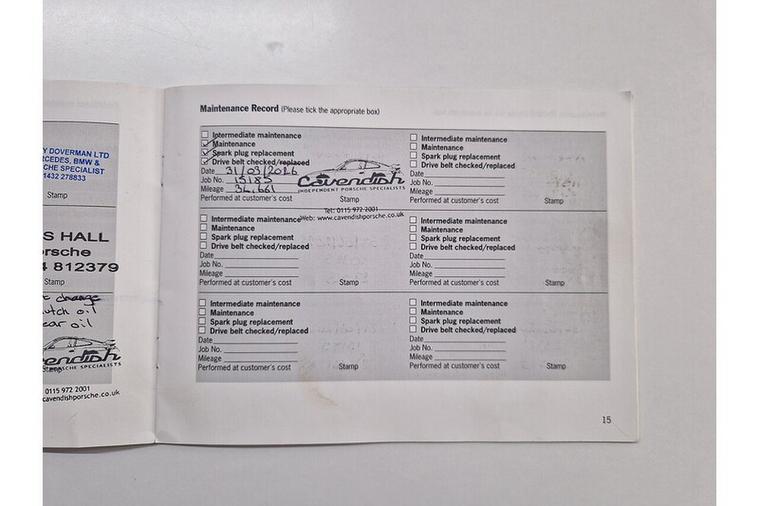 Y DOVERMAN LTD
RCEDES, BMW &
CHE SPECIALIST
1432 278833
Stamp
S HALL
rsche
4 812379
Stamp
change
utch oil
ear oil
endish
CHE SPECIALISTS
0115 972 2001
cavendishporsche.co.uk
Maintenance Record (Please tick the appropriate box)
Intermediate maintenance
Maintenance
Spark plug replacement
Drive belt checked/replaced
Date 31/03/2016
Job No. 15185
Mileage 34,661
Performed at customer's cost
Stamp
Cavendish
INDEPENDENT PORSCHE SPECIALISTS
Tel: 0115 972 2001
Web: www.cavendishporsche.co.uk
Intermediate maintenance
Maintenance
Spark plug replacement
Drive belt checked/replaced
Date
Job No.
Mileage
Performed at customer's cost
Stamp
Intermediate maintenance
Maintenance
Spark plug replacement
Drive belt checked/replaced
Date
Job No.
Mileage
Performed at customer's cost
Stamp
Intermediate maintenance
Maintenance
Spark plug replacement
Drive belt checked/replaced
Date
Job No.
Mileage
Performed at customer's cost
Stamp
Intermediate maintenance
Maintenance
Spark plug replacement
Drive belt checked/replaced
Date
Job No.
Mileage
Performed at customer's cost
Stamp
Intermediate maintenance
Maintenance
Spark plug replacement
Drive belt checked/replaced
Date
Job No.
Mileage
Performed at customer's cost
Stamp
15